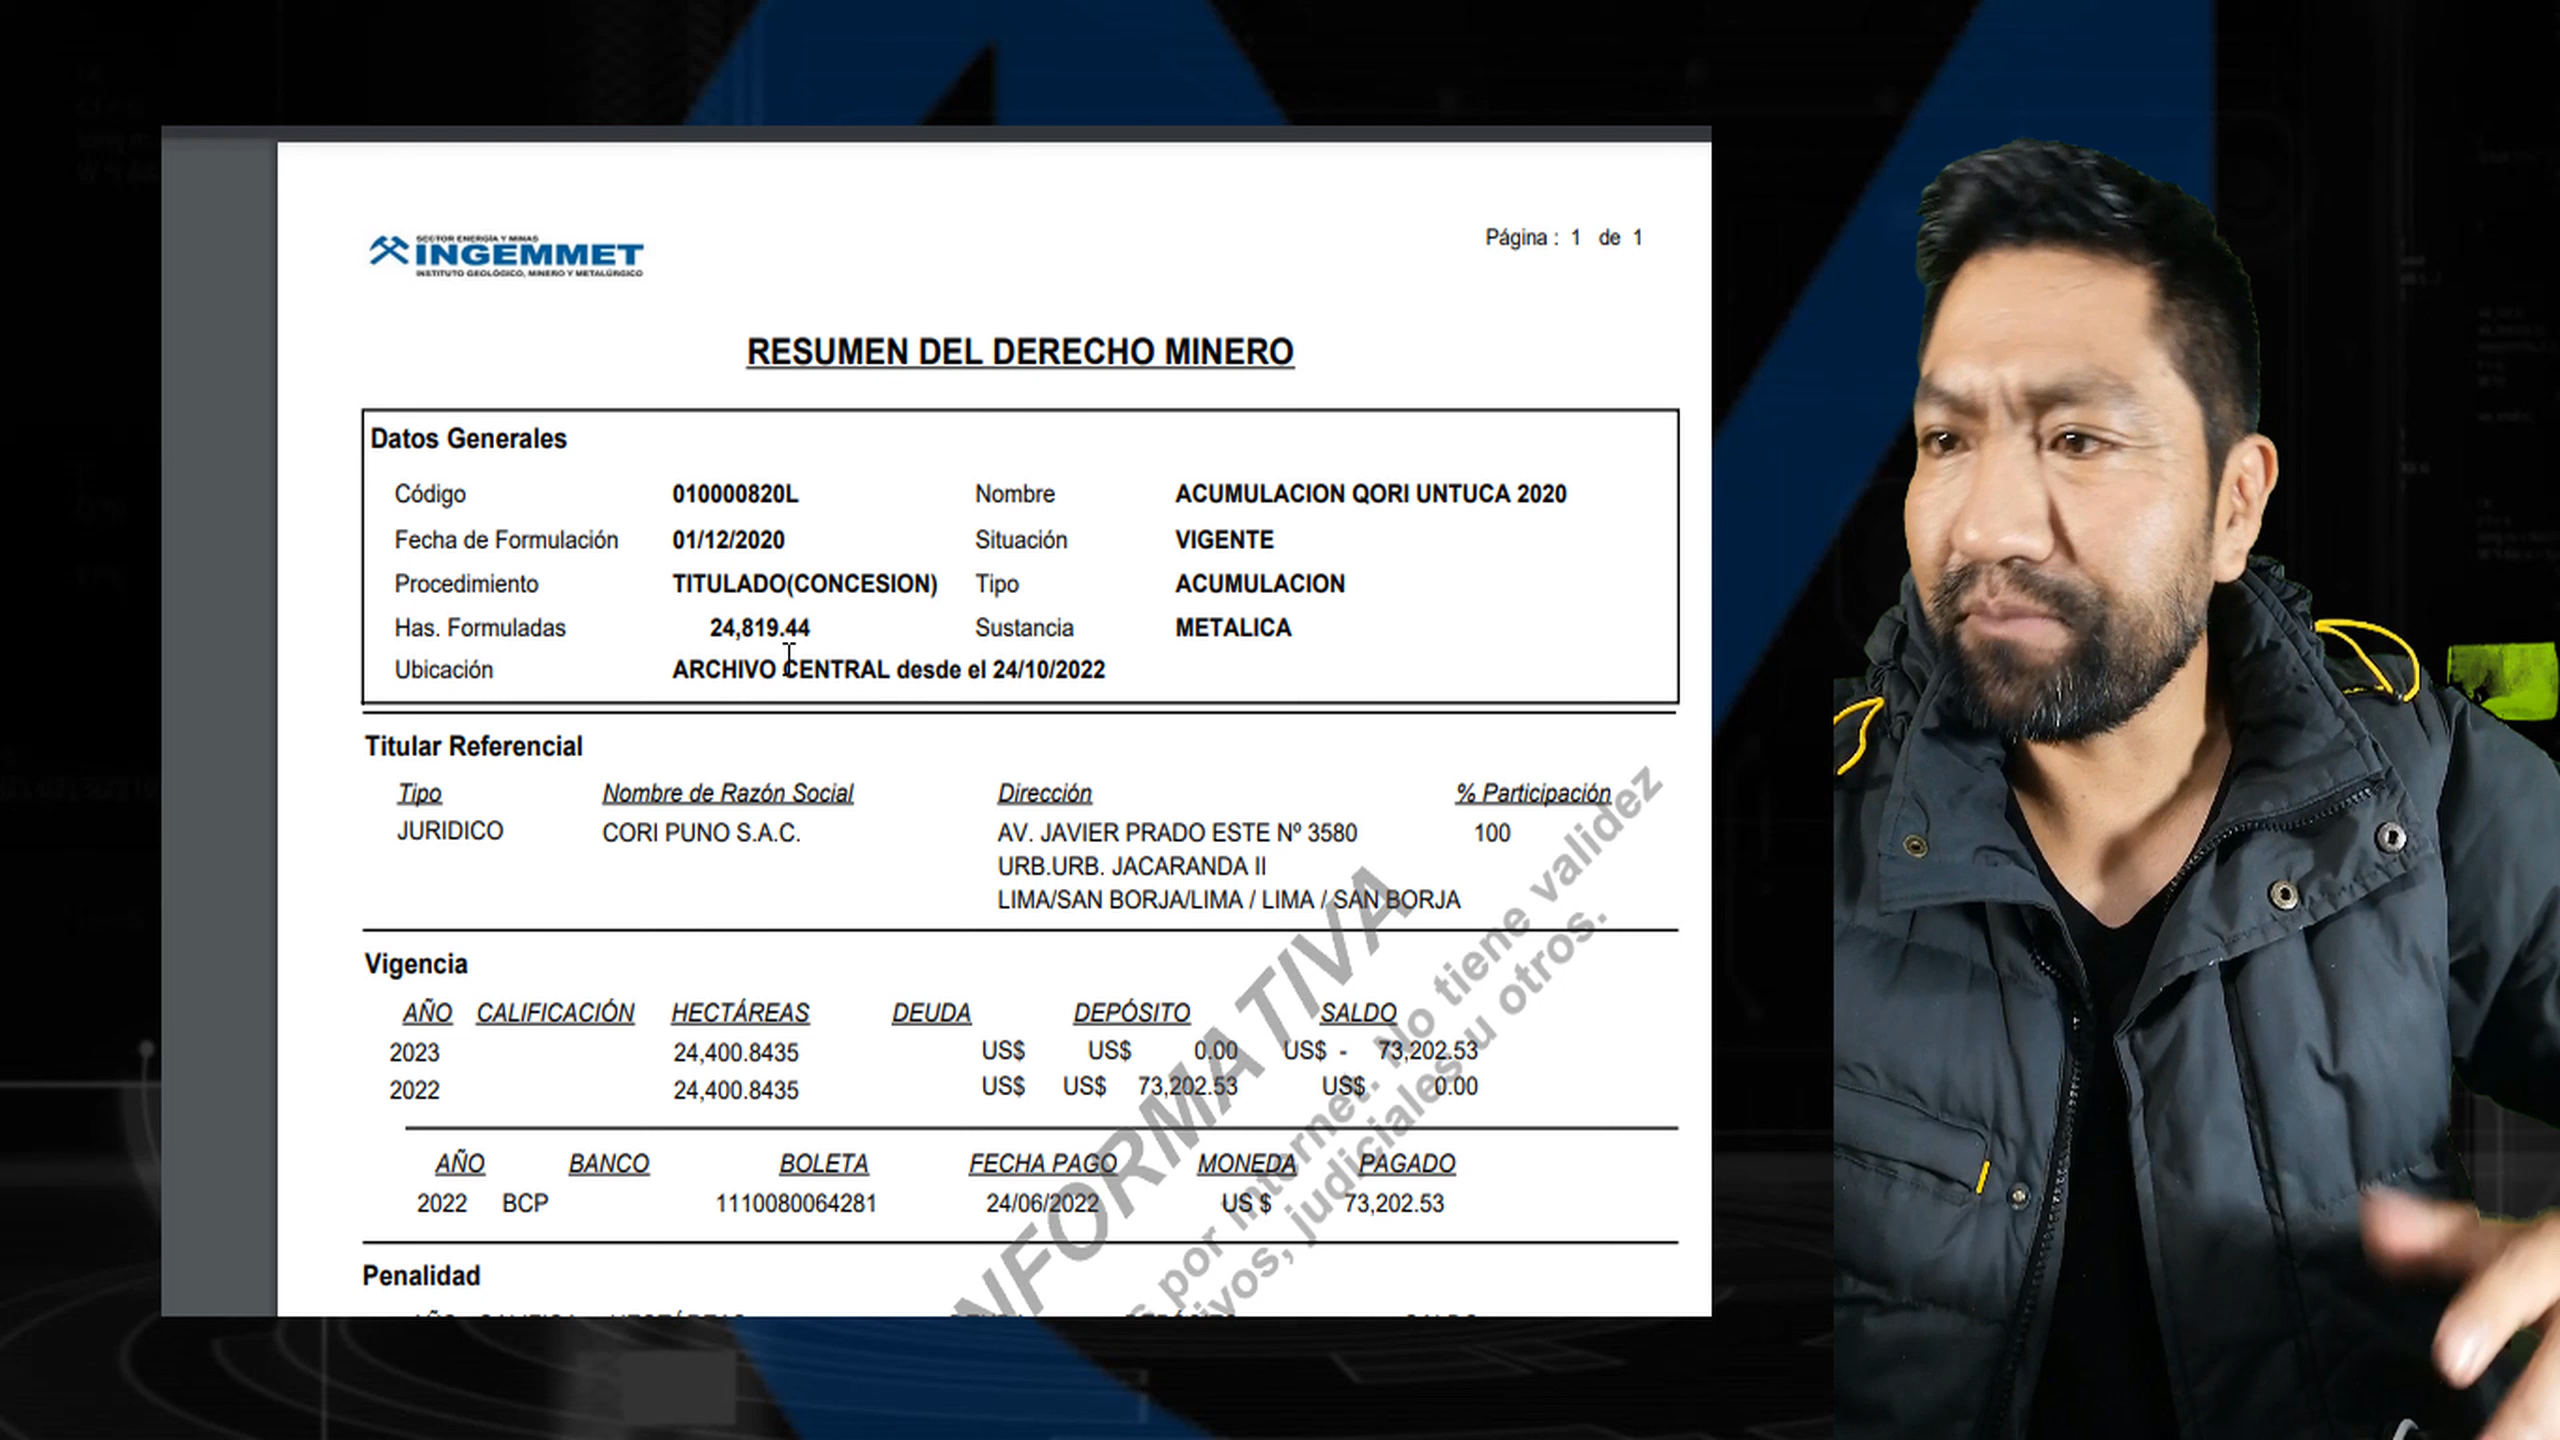 SECTOR ENERGÍA Y MINAS
INGEMMET
INSTITUTO GEOLÓGICO, MINERO Y METALÚRGICO
Página : 1 de 1
RESUMEN DEL DERECHO MINERO
Datos Generales
Código 010000820L Nombre ACUMULACION QORI UNTUCA 2020
Fecha de Formulación 01/12/2020 Situación VIGENTE
Procedimiento TITULADO(CONCESION) Tipo ACUMULACION
Has. Formuladas 24,819.44 Sustancia METALICA
Ubicación ARCHIVO CENTRAL desde el 24/10/2022
Titular Referencial
Tipo Nombre de Razón Social Dirección % Participación
JURIDICO CORI PUNO S.A.C. AV. JAVIER PRADO ESTE Nº 3580 100
URB.URB. JACARANDA II
LIMA/SAN BORJA/LIMA / LIMA / SAN BORJA
Vigencia
AÑO CALIFICACIÓN HECTÁREAS DEUDA DEPÓSITO SALDO
2023 24,400.8435 US$ US$ 0.00 US$ - 73,202.53
2022 24,400.8435 US$ US$ 73,202.53 US$ 0.00
AÑO BANCO BOLETA FECHA PAGO MONEDA PAGADO
2022 BCP 1110080064281 24/06/2022 US $ 73,202.53
Penalidad
NFORMATIVA
por Internet. No tiene validez
ivos, judiciales u otros.